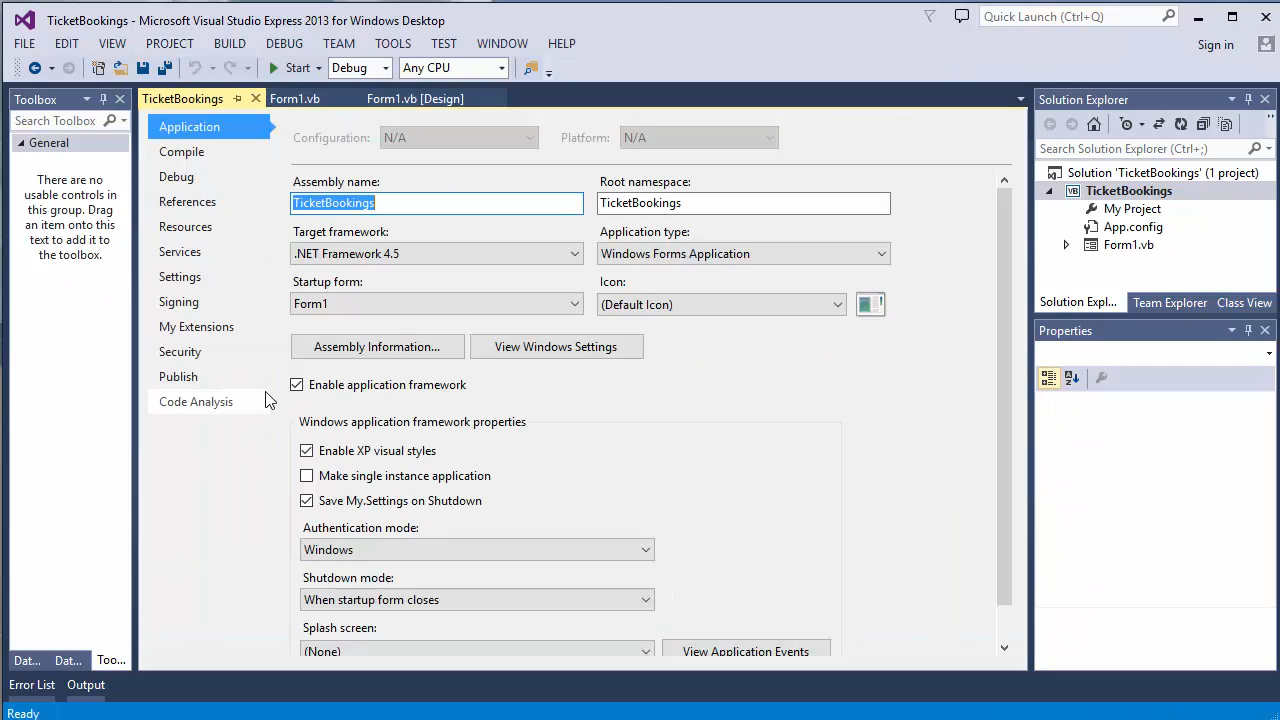 TicketBookings - Microsoft Visual Studio Express 2013 for Windows Desktop
Quick Launch (Ctrl+Q)
FILE EDIT VIEW PROJECT BUILD DEBUG TEAM TOOLS TEST WINDOW HELP
Sign in
Start Debug Any CPU
Toolbox
Search Toolbox
General
There are no
usable controls in
this group. Drag
an item onto this
text to add it to
the toolbox.
Dat... Dat... Too...
TicketBookings Form1.vb Form1.vb [Design]
Application
Compile
Debug
References
Resources
Services
Settings
Signing
My Extensions
Security
Publish
Code Analysis
Configuration: N/A Platform: N/A
Assembly name: Root namespace:
TicketBookings TicketBookings
Target framework: Application type:
.NET Framework 4.5 Windows Forms Application
Startup form: Icon:
Form1 (Default Icon)
Assembly Information... View Windows Settings
Enable application framework
Windows application framework properties
Enable XP visual styles
Make single instance application
Save My.Settings on Shutdown
Authentication mode:
Windows
Shutdown mode:
When startup form closes
Splash screen:
(None) View Application Events
Solution Explorer
Search Solution Explorer (Ctrl+;)
Solution 'TicketBookings' (1 project)
TicketBookings
My Project
App.config
Form1.vb
Solution Expl... Team Explorer Class View
Properties
Error List Output
Ready